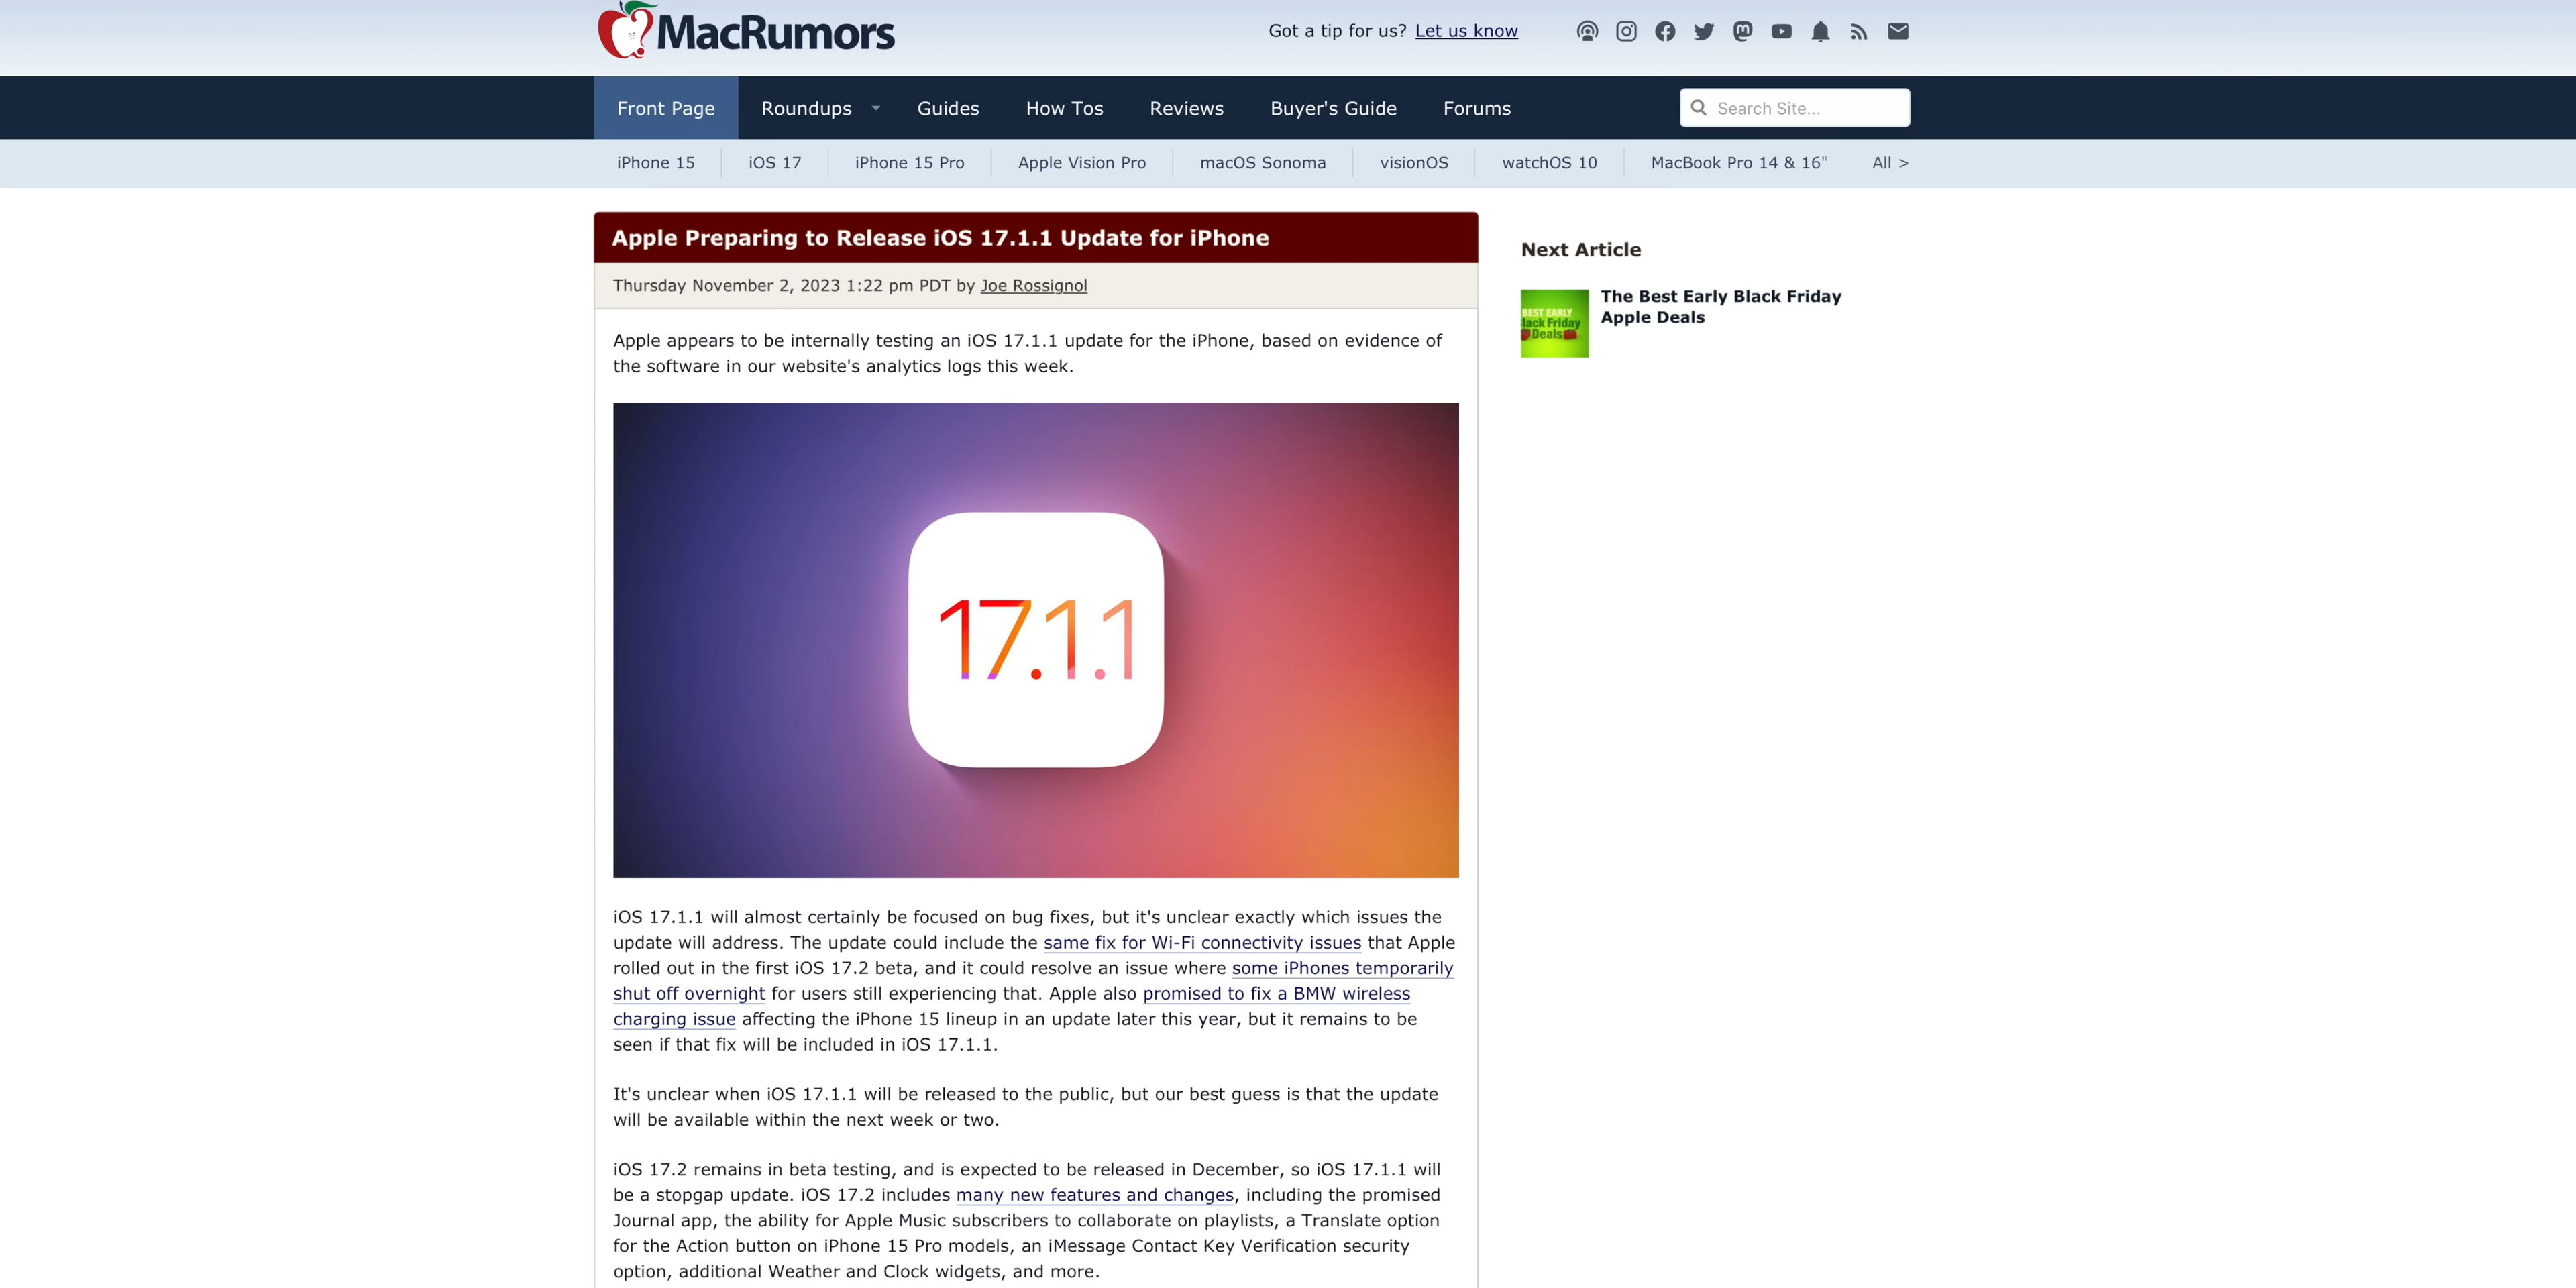 MacRumors
Got a tip for us? Let us know
Front Page
Roundups
Guides
How Tos
Reviews
Buyer's Guide
Forums
Search Site...
iPhone 15
iOS 17
iPhone 15 Pro
Apple Vision Pro
macOS Sonoma
visionOS
watchOS 10
MacBook Pro 14 & 16"
All >
Apple Preparing to Release iOS 17.1.1 Update for iPhone
Thursday November 2, 2023 1:22 pm PDT by Joe Rossignol
Apple appears to be internally testing an iOS 17.1.1 update for the iPhone, based on evidence of
the software in our website's analytics logs this week.
17.1.1
iOS 17.1.1 will almost certainly be focused on bug fixes, but it's unclear exactly which issues the
update will address. The update could include the same fix for Wi-Fi connectivity issues that Apple
rolled out in the first iOS 17.2 beta, and it could resolve an issue where some iPhones temporarily
shut off overnight for users still experiencing that. Apple also promised to fix a BMW wireless
charging issue affecting the iPhone 15 lineup in an update later this year, but it remains to be
seen if that fix will be included in iOS 17.1.1.
It's unclear when iOS 17.1.1 will be released to the public, but our best guess is that the update
will be available within the next week or two.
iOS 17.2 remains in beta testing, and is expected to be released in December, so iOS 17.1.1 will
be a stopgap update. iOS 17.2 includes many new features and changes, including the promised
Journal app, the ability for Apple Music subscribers to collaborate on playlists, a Translate option
for the Action button on iPhone 15 Pro models, an iMessage Contact Key Verification security
option, additional Weather and Clock widgets, and more.
Next Article
BEST EARLY
lack Friday
Deals
The Best Early Black Friday
Apple Deals